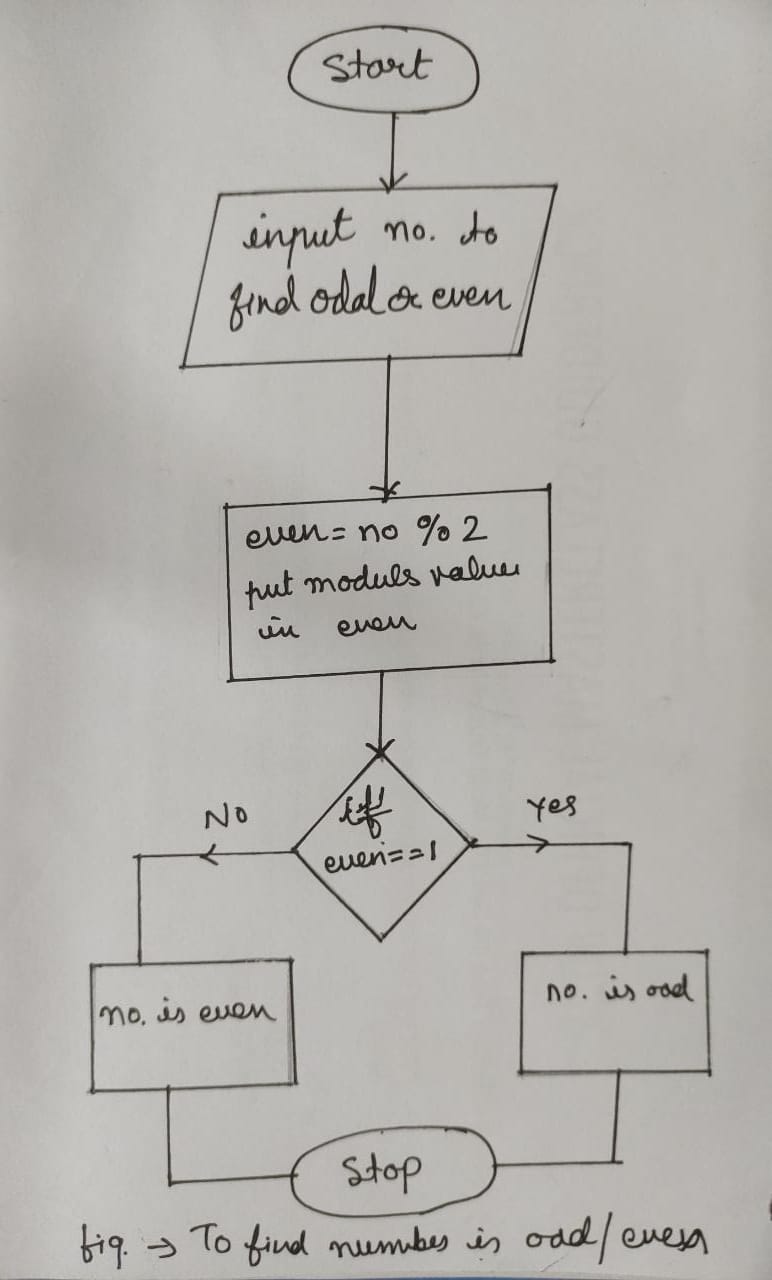 Start
input no. to
find odd or even
even = no % 2
put moduls value
in even
if
even==1
No
Yes
no. is even
no. is odd
Stop
fig. → To find number is odd/even